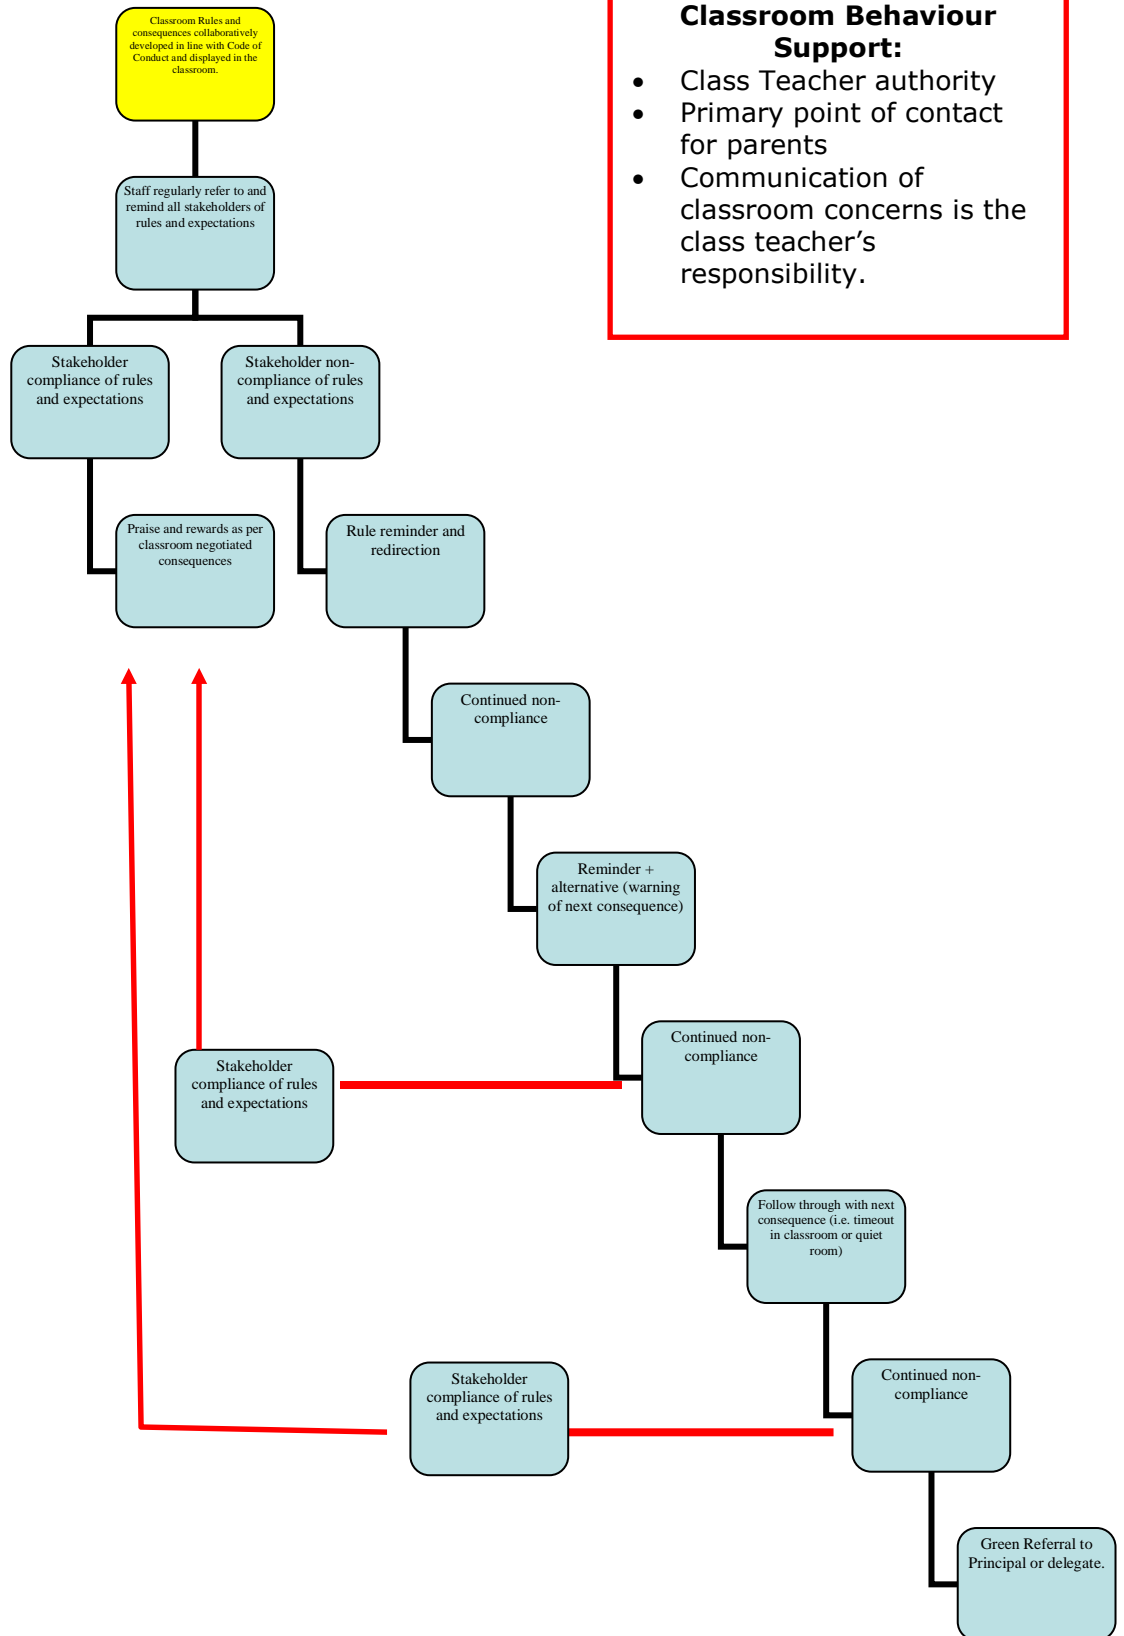 Classroom Rules and
consequences collaboratively
developed in line with Code of
Conduct and displayed in the
classroom.
Classroom Behaviour
Support:
• Class Teacher authority
• Primary point of contact
for parents
• Communication of
classroom concerns is the
class teacher’s
responsibility.
Staff regularly refer to and
remind all stakeholders of
rules and expectations
Stakeholder
compliance of rules
and expectations
Stakeholder non-
compliance of rules
and expectations
Praise and rewards as per
classroom negotiated
consequences
Rule reminder and
redirection
Continued non-
compliance
Reminder +
alternative (warning
of next consequence)
Continued non-
compliance
Stakeholder
compliance of rules
and expectations
Follow through with next
consequence (i.e. timeout
in classroom or quiet
room)
Continued non-
compliance
Stakeholder
compliance of rules
and expectations
Green Referral to
Principal or delegate.